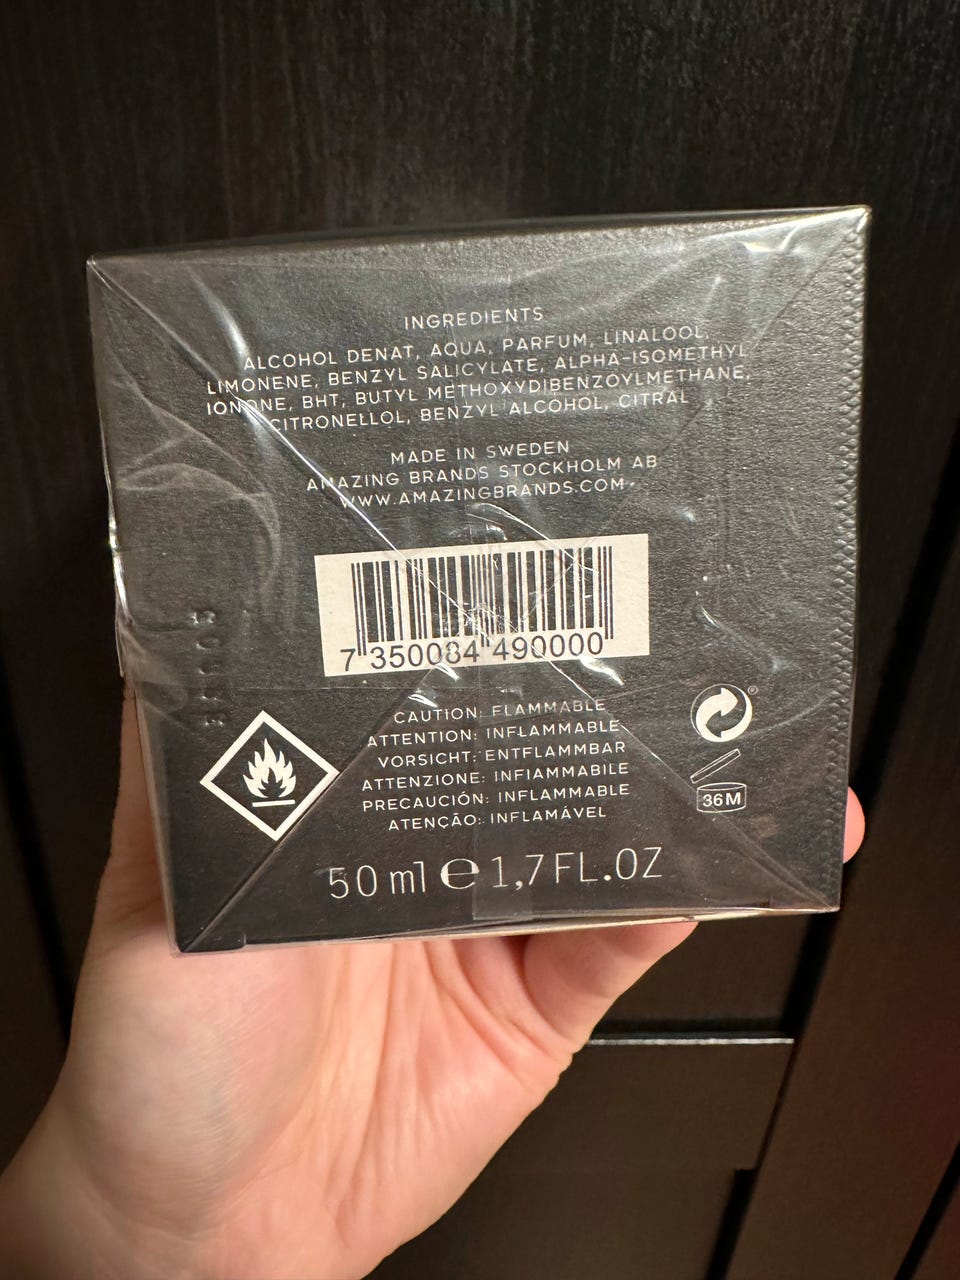 INGREDIENTS
ALCOHOL DENAT, AQUA, PARFUM, LINALOOL,
LIMONENE, BENZYL SALICYLATE, ALPHA-ISOMETHYL
IONONE, BHT, BUTYL METHOXYDIBENZOYLMETHANE,
CITRONELLOL, BENZYL ALCOHOL, CITRAL
MADE IN SWEDEN
AMAZING BRANDS STOCKHOLM AB
WWW.AMAZINGBRANDS.COM
7 350084 490000
CAUTION: FLAMMABLE
ATTENTION: INFLAMMABLE
VORSICHT: ENTFLAMMBAR
ATTENZIONE: INFIAMMABILE
PRECAUCIÓN: INFLAMMABLE
ATENÇÃO: INFLAMÁVEL
36M
50 ml e 1,7 FL.OZ